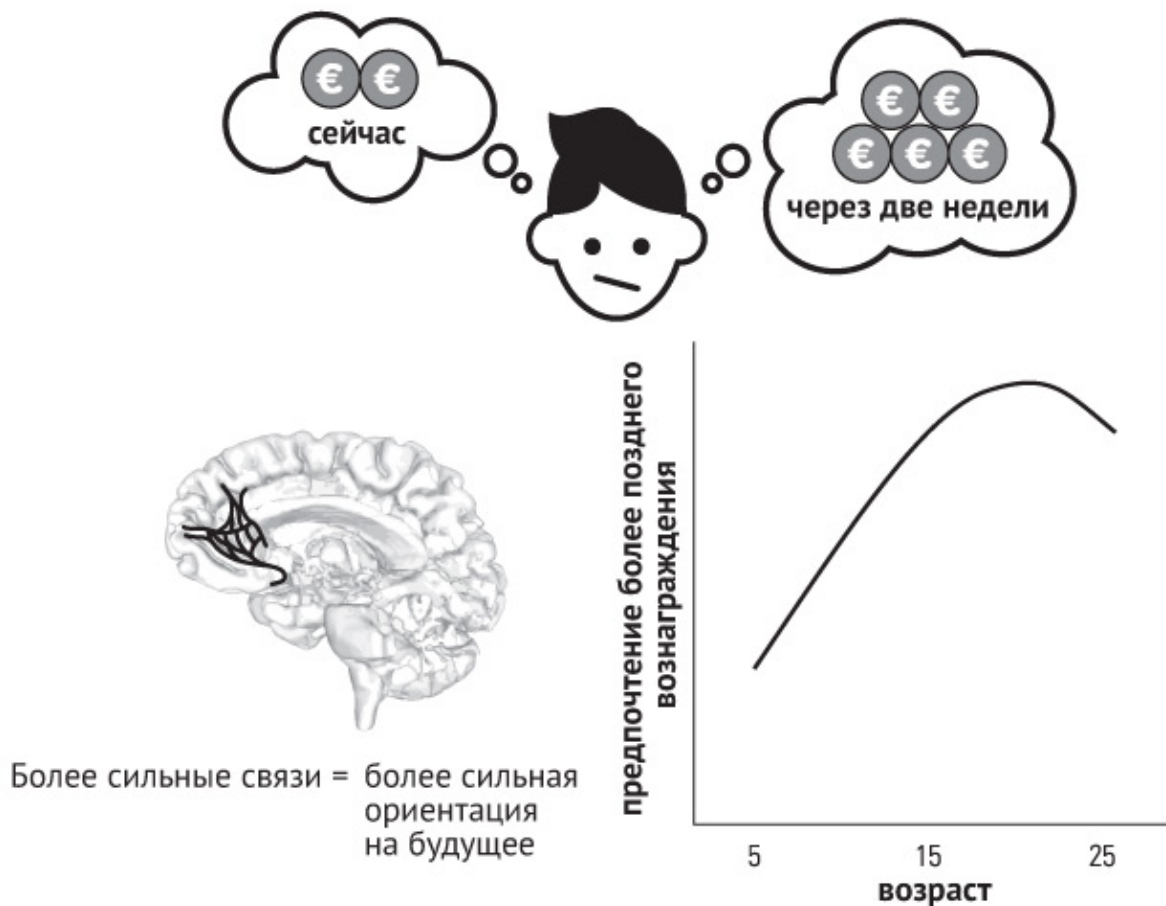 € €
сейчас
€ €
€ € €
через две недели
предпочтение более позднего
вознаграждения
Более сильные связи = более сильная
ориентация
на будущее
5 15 25
возраст